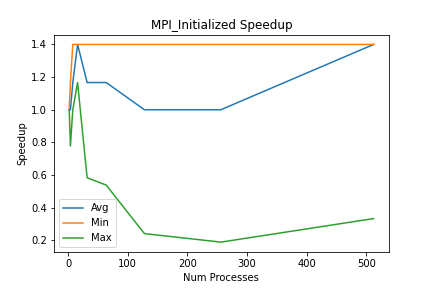 MPI_Initialized Speedup
1.4
1.2
1.0
0.8
0.6
0.4
0.2
Speedup
Avg
Min
Max
0 100 200 300 400 500
Num Processes